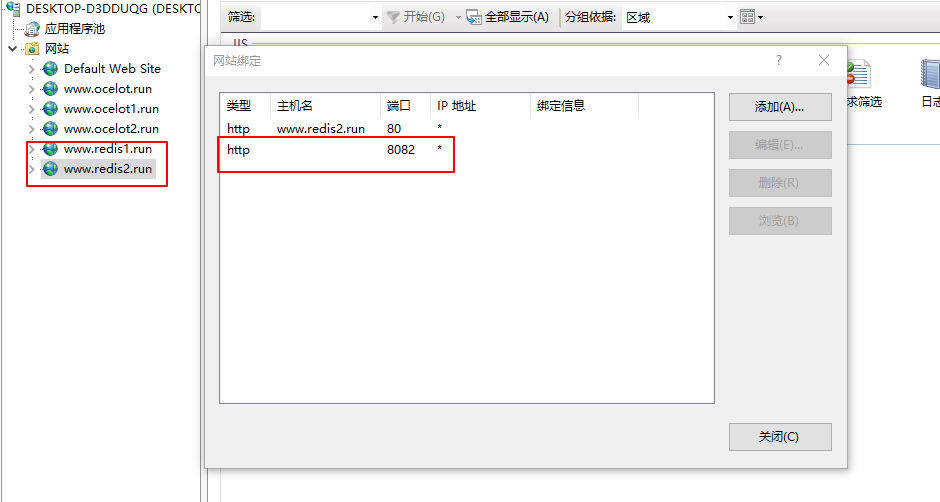 DESKTOP-D3DDUQG (DESKTO
应用程序池
网站
Default Web Site
www.ocelot.run
www.ocelot1.run
www.ocelot2.run
www.redis1.run
www.redis2.run
筛选: 开始(G) 全部显示(A) 分组依据: 区域
IIS
求筛选 日志
网站绑定 ?
类型 主机名 端口 IP 地址 绑定信息
http www.redis2.run 80 *
http 8082 *
添加(A)...
编辑(E)...
删除(R)
浏览(B)
关闭(C)